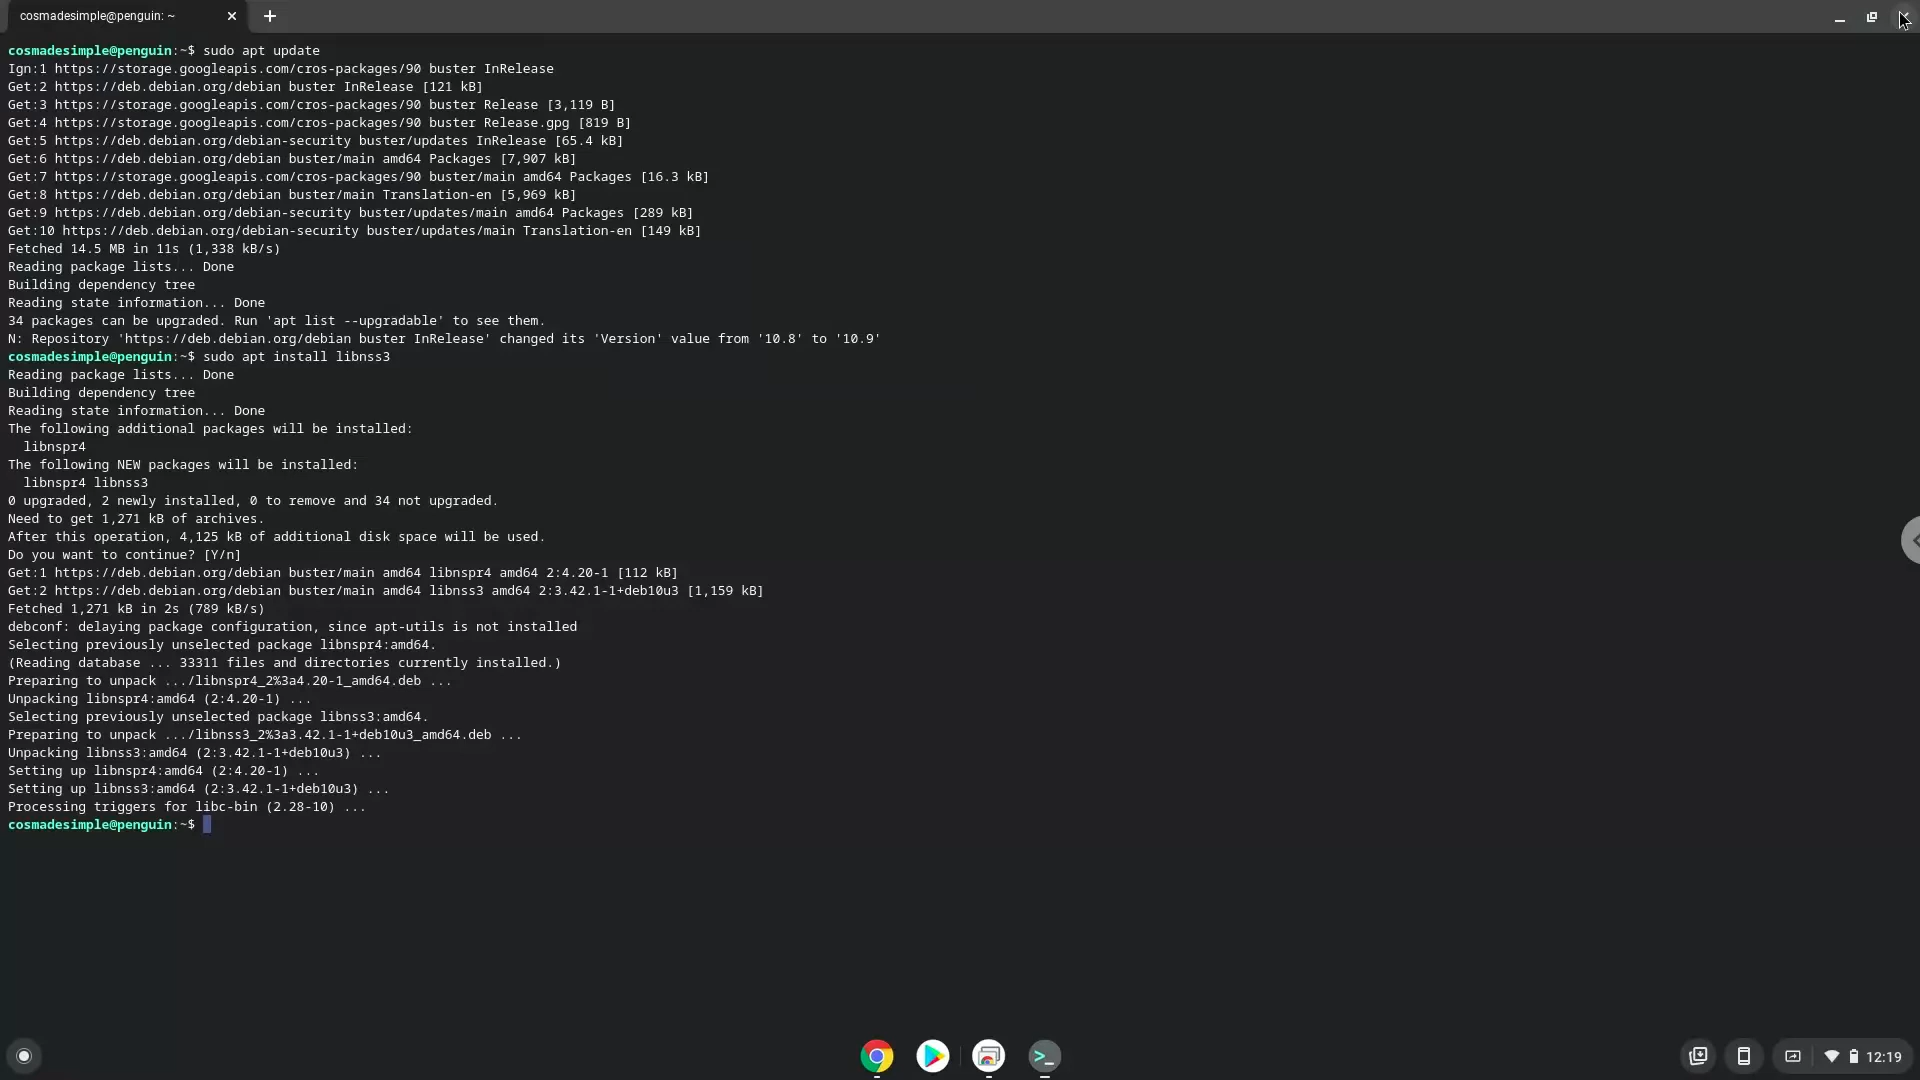 cosmadesimple@penguin: ~
cosmadesimple@penguin:~$ sudo apt update
Ign:1 https://storage.googleapis.com/cros-packages/90 buster InRelease
Get:2 https://deb.debian.org/debian buster InRelease [121 kB]
Get:3 https://storage.googleapis.com/cros-packages/90 buster Release [3,119 B]
Get:4 https://storage.googleapis.com/cros-packages/90 buster Release.gpg [819 B]
Get:5 https://deb.debian.org/debian-security buster/updates InRelease [65.4 kB]
Get:6 https://deb.debian.org/debian buster/main amd64 Packages [7,907 kB]
Get:7 https://storage.googleapis.com/cros-packages/90 buster/main amd64 Packages [16.3 kB]
Get:8 https://deb.debian.org/debian buster/main Translation-en [5,969 kB]
Get:9 https://deb.debian.org/debian-security buster/updates/main amd64 Packages [289 kB]
Get:10 https://deb.debian.org/debian-security buster/updates/main Translation-en [149 kB]
Fetched 14.5 MB in 11s (1,338 kB/s)
Reading package lists... Done
Building dependency tree
Reading state information... Done
34 packages can be upgraded. Run 'apt list --upgradable' to see them.
N: Repository 'https://deb.debian.org/debian buster InRelease' changed its 'Version' value from '10.8' to '10.9'
cosmadesimple@penguin:~$ sudo apt install libnss3
Reading package lists... Done
Building dependency tree
Reading state information... Done
The following additional packages will be installed:
  libnspr4
The following NEW packages will be installed:
  libnspr4 libnss3
0 upgraded, 2 newly installed, 0 to remove and 34 not upgraded.
Need to get 1,271 kB of archives.
After this operation, 4,125 kB of additional disk space will be used.
Do you want to continue? [Y/n]
Get:1 https://deb.debian.org/debian buster/main amd64 libnspr4 amd64 2:4.20-1 [112 kB]
Get:2 https://deb.debian.org/debian buster/main amd64 libnss3 amd64 2:3.42.1-1+deb10u3 [1,159 kB]
Fetched 1,271 kB in 2s (789 kB/s)
debconf: delaying package configuration, since apt-utils is not installed
Selecting previously unselected package libnspr4:amd64.
(Reading database ... 33311 files and directories currently installed.)
Preparing to unpack .../libnspr4_2%3a4.20-1_amd64.deb ...
Unpacking libnspr4:amd64 (2:4.20-1) ...
Selecting previously unselected package libnss3:amd64.
Preparing to unpack .../libnss3_2%3a3.42.1-1+deb10u3_amd64.deb ...
Unpacking libnss3:amd64 (2:3.42.1-1+deb10u3) ...
Setting up libnspr4:amd64 (2:4.20-1) ...
Setting up libnss3:amd64 (2:3.42.1-1+deb10u3) ...
Processing triggers for libc-bin (2.28-10) ...
cosmadesimple@penguin:~$
12:19